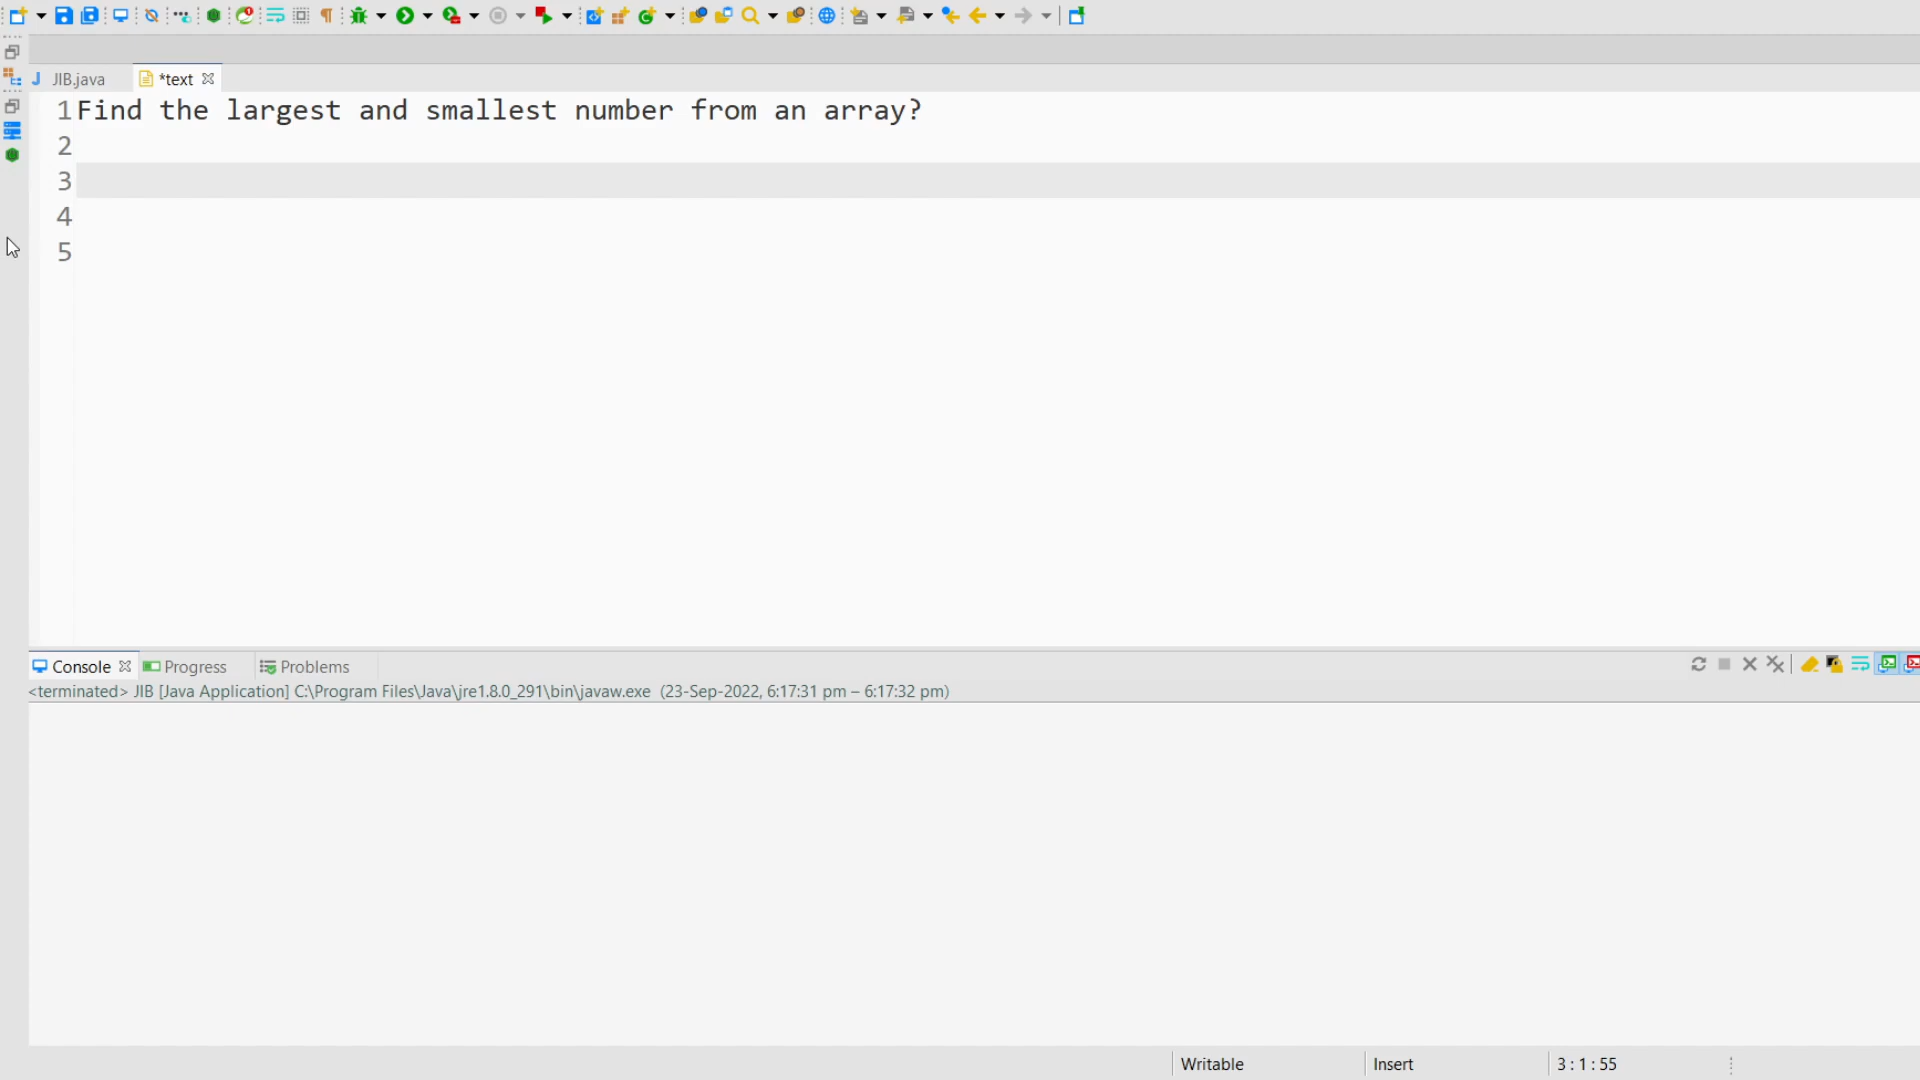 JIB.java
*text
1 Find the largest and smallest number from an array?
2
3
4
5
Console
Progress
Problems
<terminated> JIB [Java Application] C:\Program Files\Java\jre1.8.0_291\bin\javaw.exe (23-Sep-2022, 6:17:31 pm – 6:17:32 pm)
Writable
Insert
3 : 1 : 55